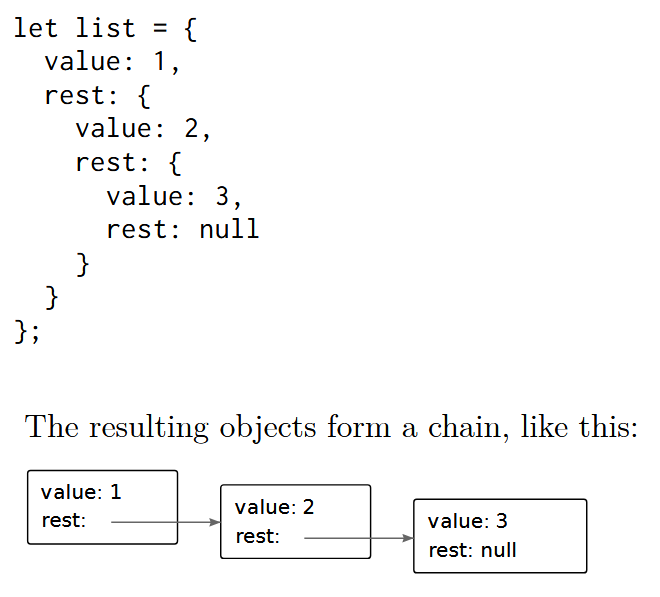 let list = {
  value: 1,
  rest: {
    value: 2,
    rest: {
      value: 3,
      rest: null
    }
  }
};
The resulting objects form a chain, like this:
value: 1
rest:
value: 2
rest:
value: 3
rest: null